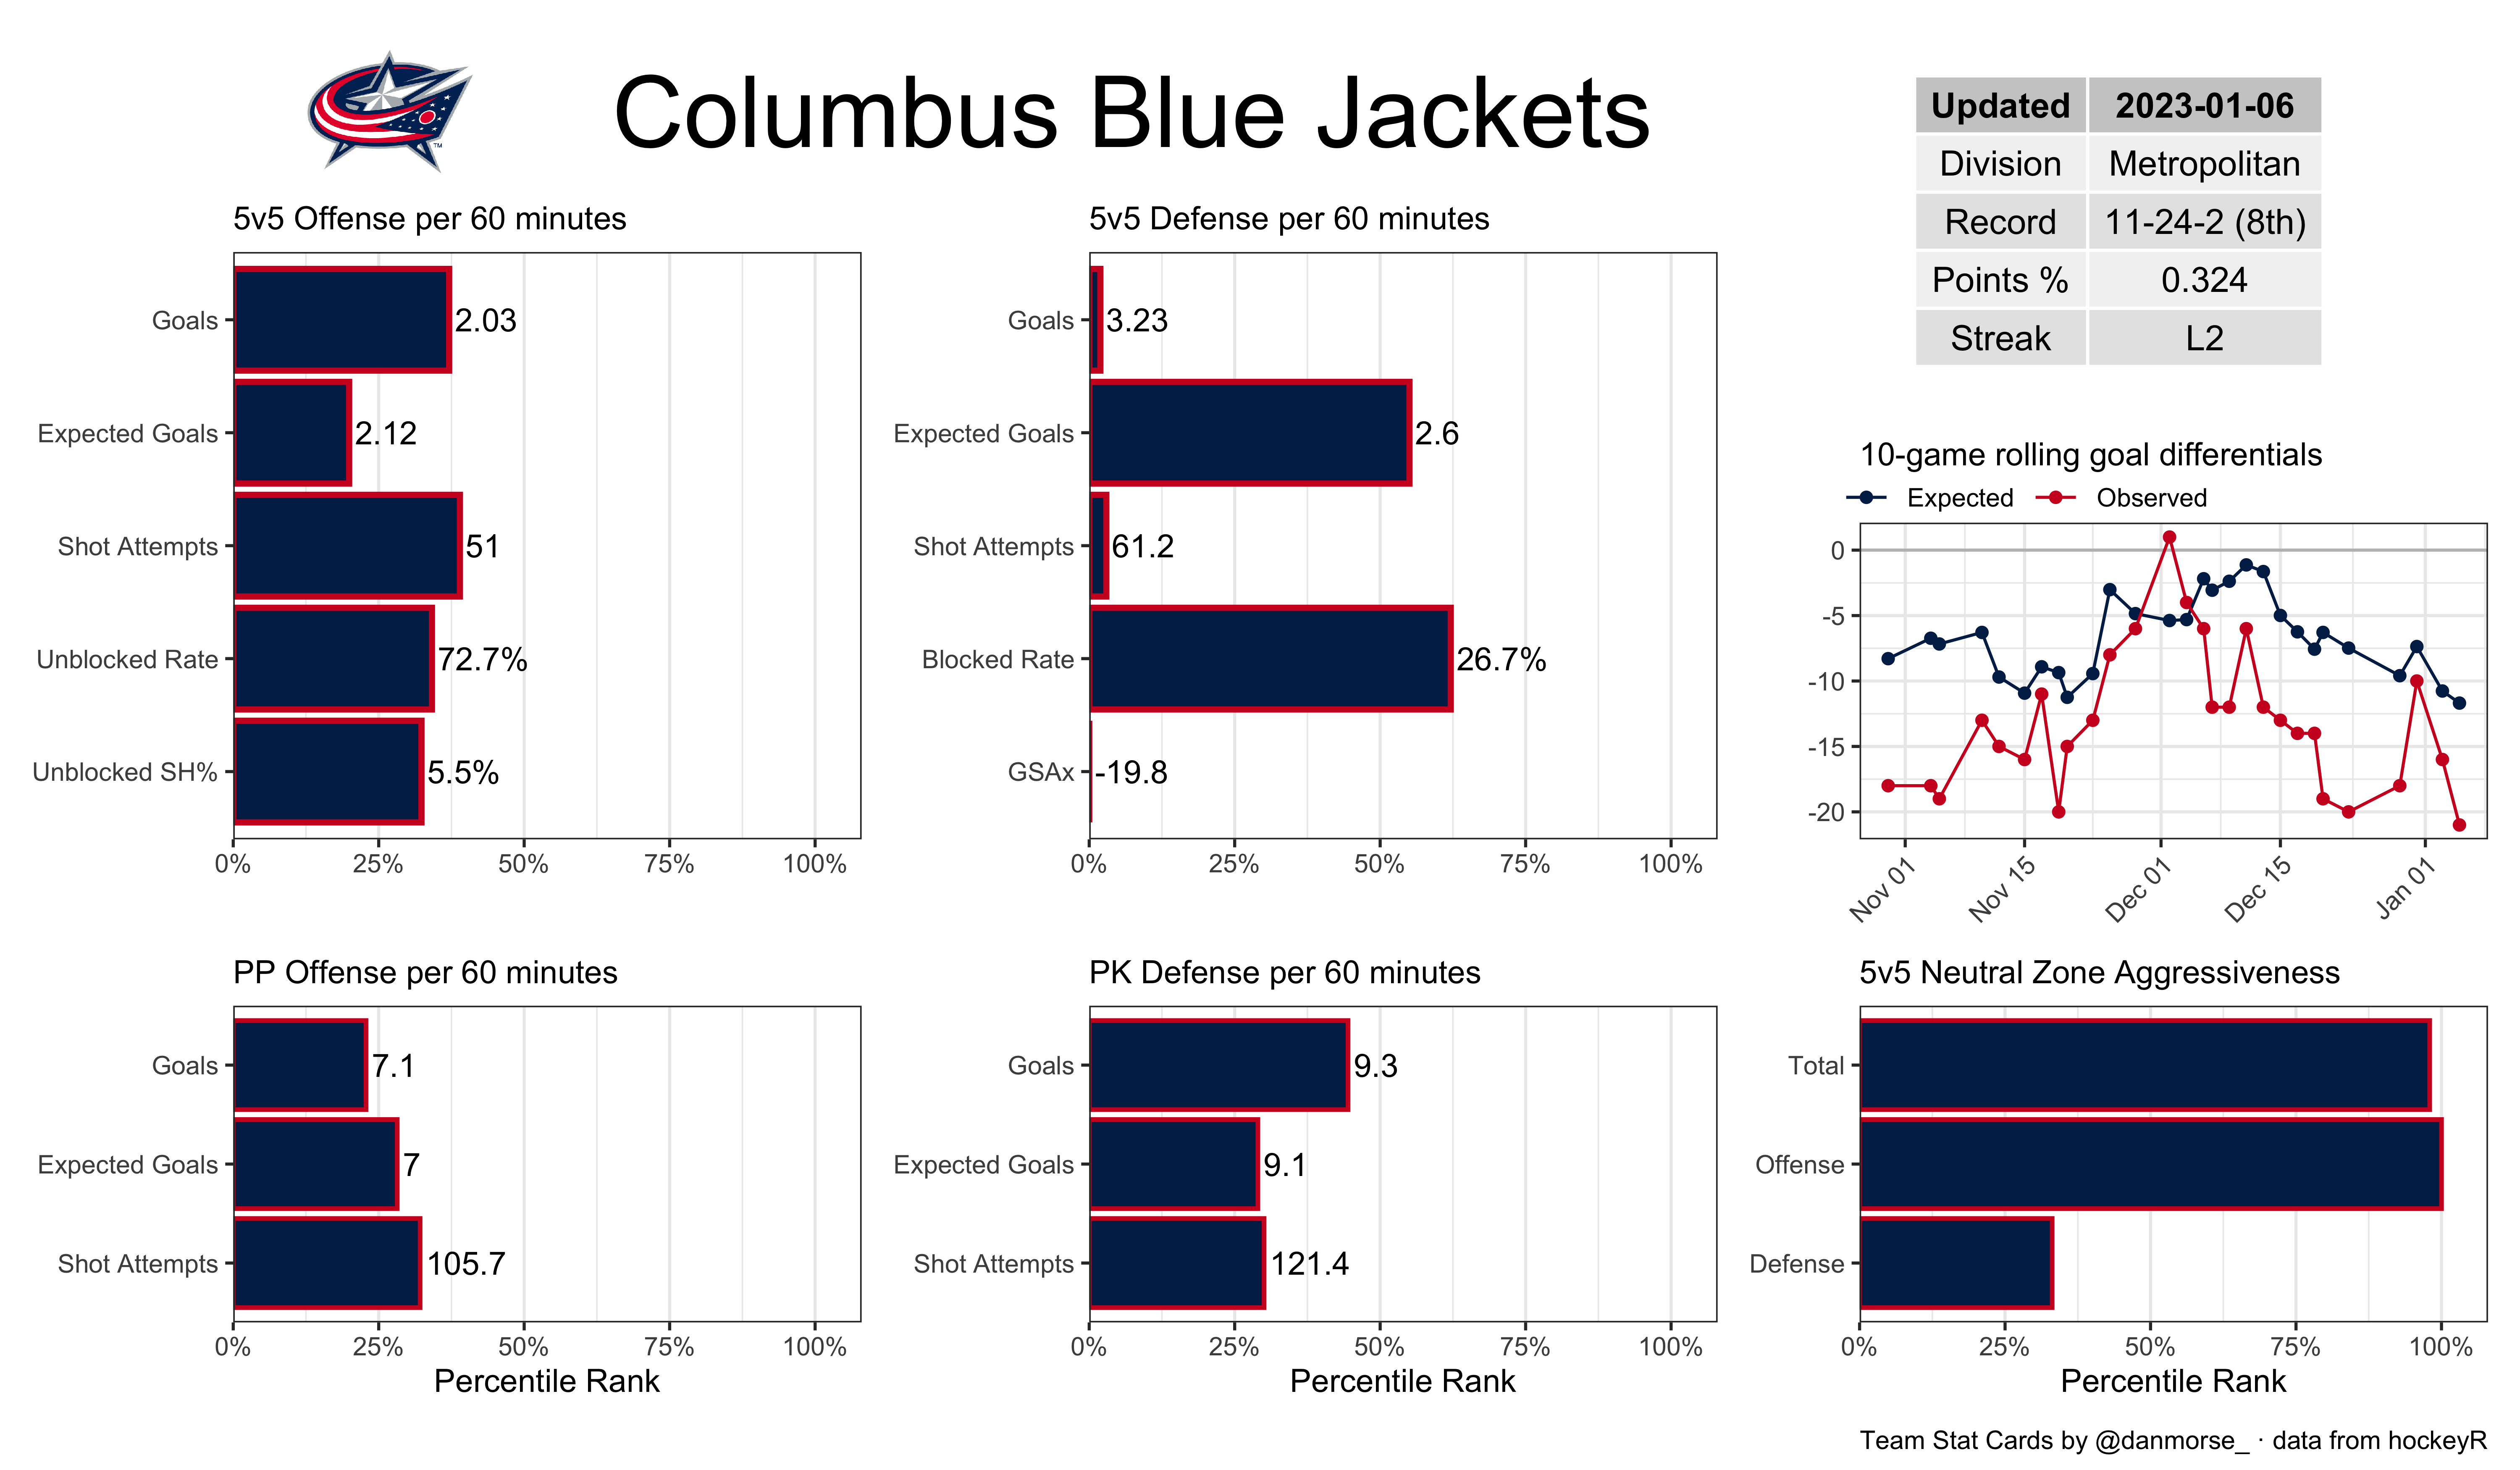 Columbus Blue Jackets
Updated 2023-01-06
Division Metropolitan
Record 11-24-2 (8th)
Points % 0.324
Streak L2
5v5 Offense per 60 minutes
Goals 2.03
Expected Goals 2.12
Shot Attempts 51
Unblocked Rate 72.7%
Unblocked SH% 5.5%
0% 25% 50% 75% 100%
5v5 Defense per 60 minutes
Goals 3.23
Expected Goals 2.6
Shot Attempts 61.2
Blocked Rate 26.7%
GSAx -19.8
0% 25% 50% 75% 100%
10-game rolling goal differentials
Expected Observed
0
-5
-10
-15
-20
Nov 01 Nov 15 Dec 01 Dec 15 Jan 01
PP Offense per 60 minutes
Goals 7.1
Expected Goals 7
Shot Attempts 105.7
0% 25% 50% 75% 100%
Percentile Rank
PK Defense per 60 minutes
Goals 9.3
Expected Goals 9.1
Shot Attempts 121.4
0% 25% 50% 75% 100%
Percentile Rank
5v5 Neutral Zone Aggressiveness
Total
Offense
Defense
0% 25% 50% 75% 100%
Percentile Rank
Team Stat Cards by @danmorse_ · data from hockeyR
TM